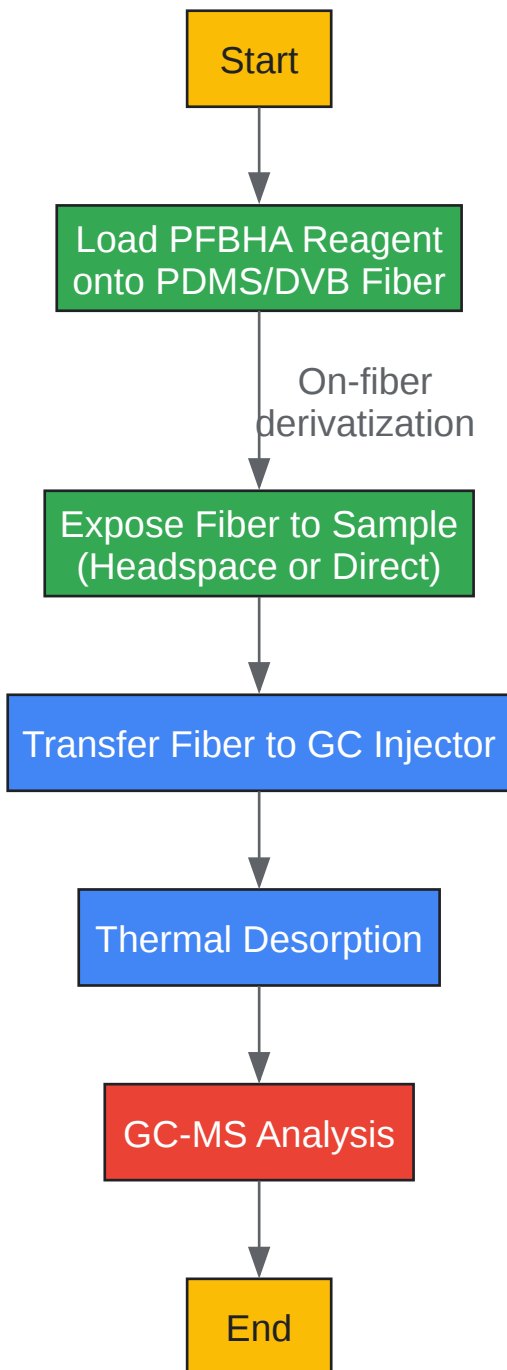 Start
Load PFBHA Reagent
onto PDMS/DVB Fiber
On-fiber
derivatization
Expose Fiber to Sample
(Headspace or Direct)
Transfer Fiber to GC Injector
Thermal Desorption
GC-MS Analysis
End